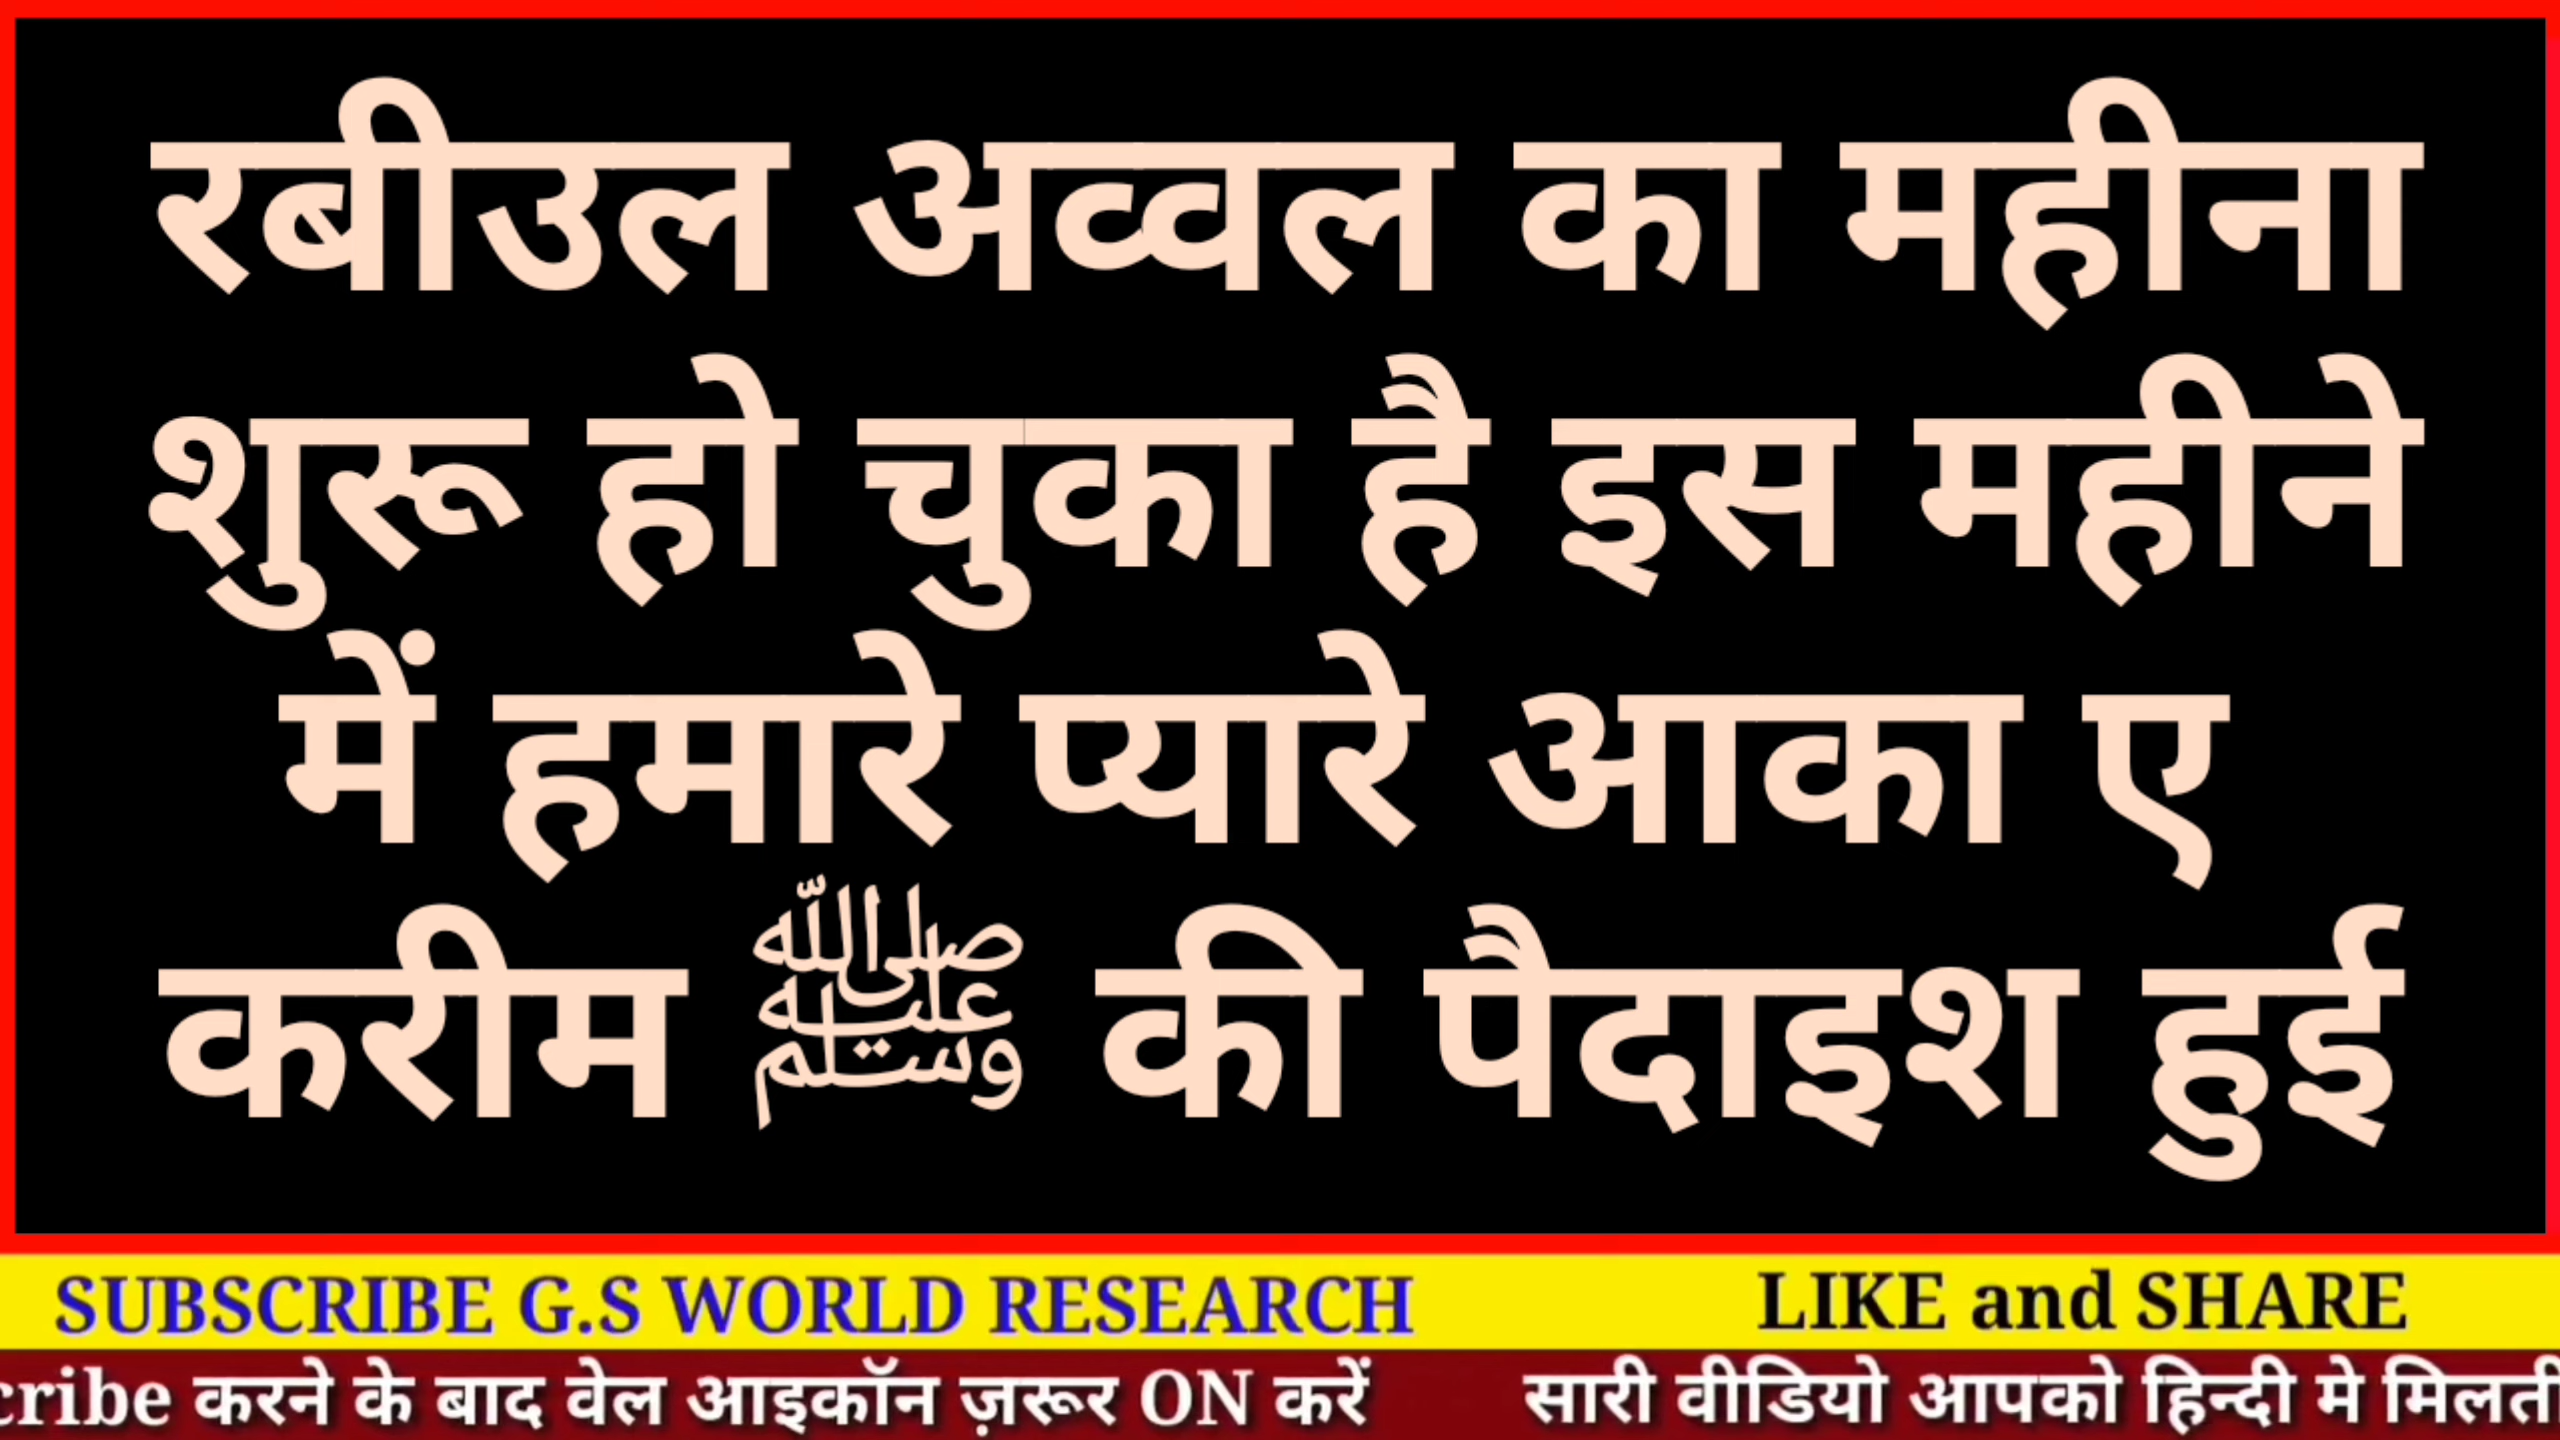 रबीउल अव्वल का महीना
शुरू हो चुका है इस महीने
में हमारे प्यारे आका ए
करीम ﷺ की पैदाइश हुई
SUBSCRIBE G.S WORLD RESEARCH LIKE and SHARE
cribe करने के बाद वेल आइकॉन ज़रूर ON करें सारी वीडियो आपको हिन्दी मे मिलती